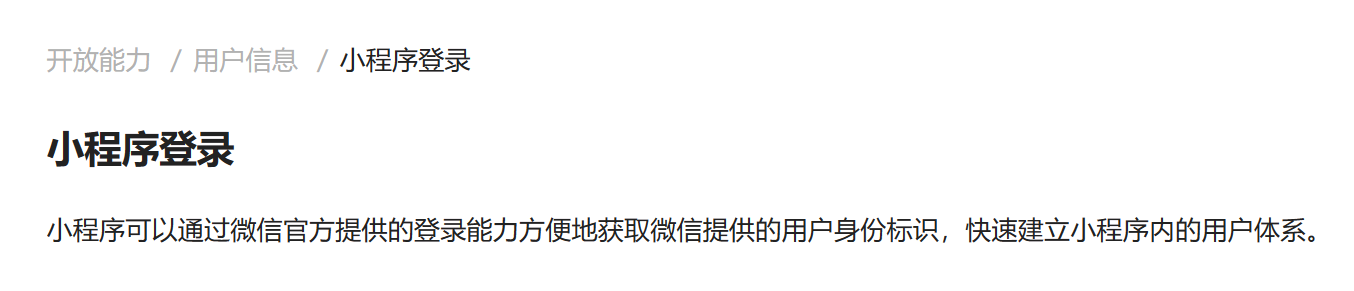 开放能力 / 用户信息 / 小程序登录
小程序登录
小程序可以通过微信官方提供的登录能力方便地获取微信提供的用户身份标识，快速建立小程序内的用户体系。